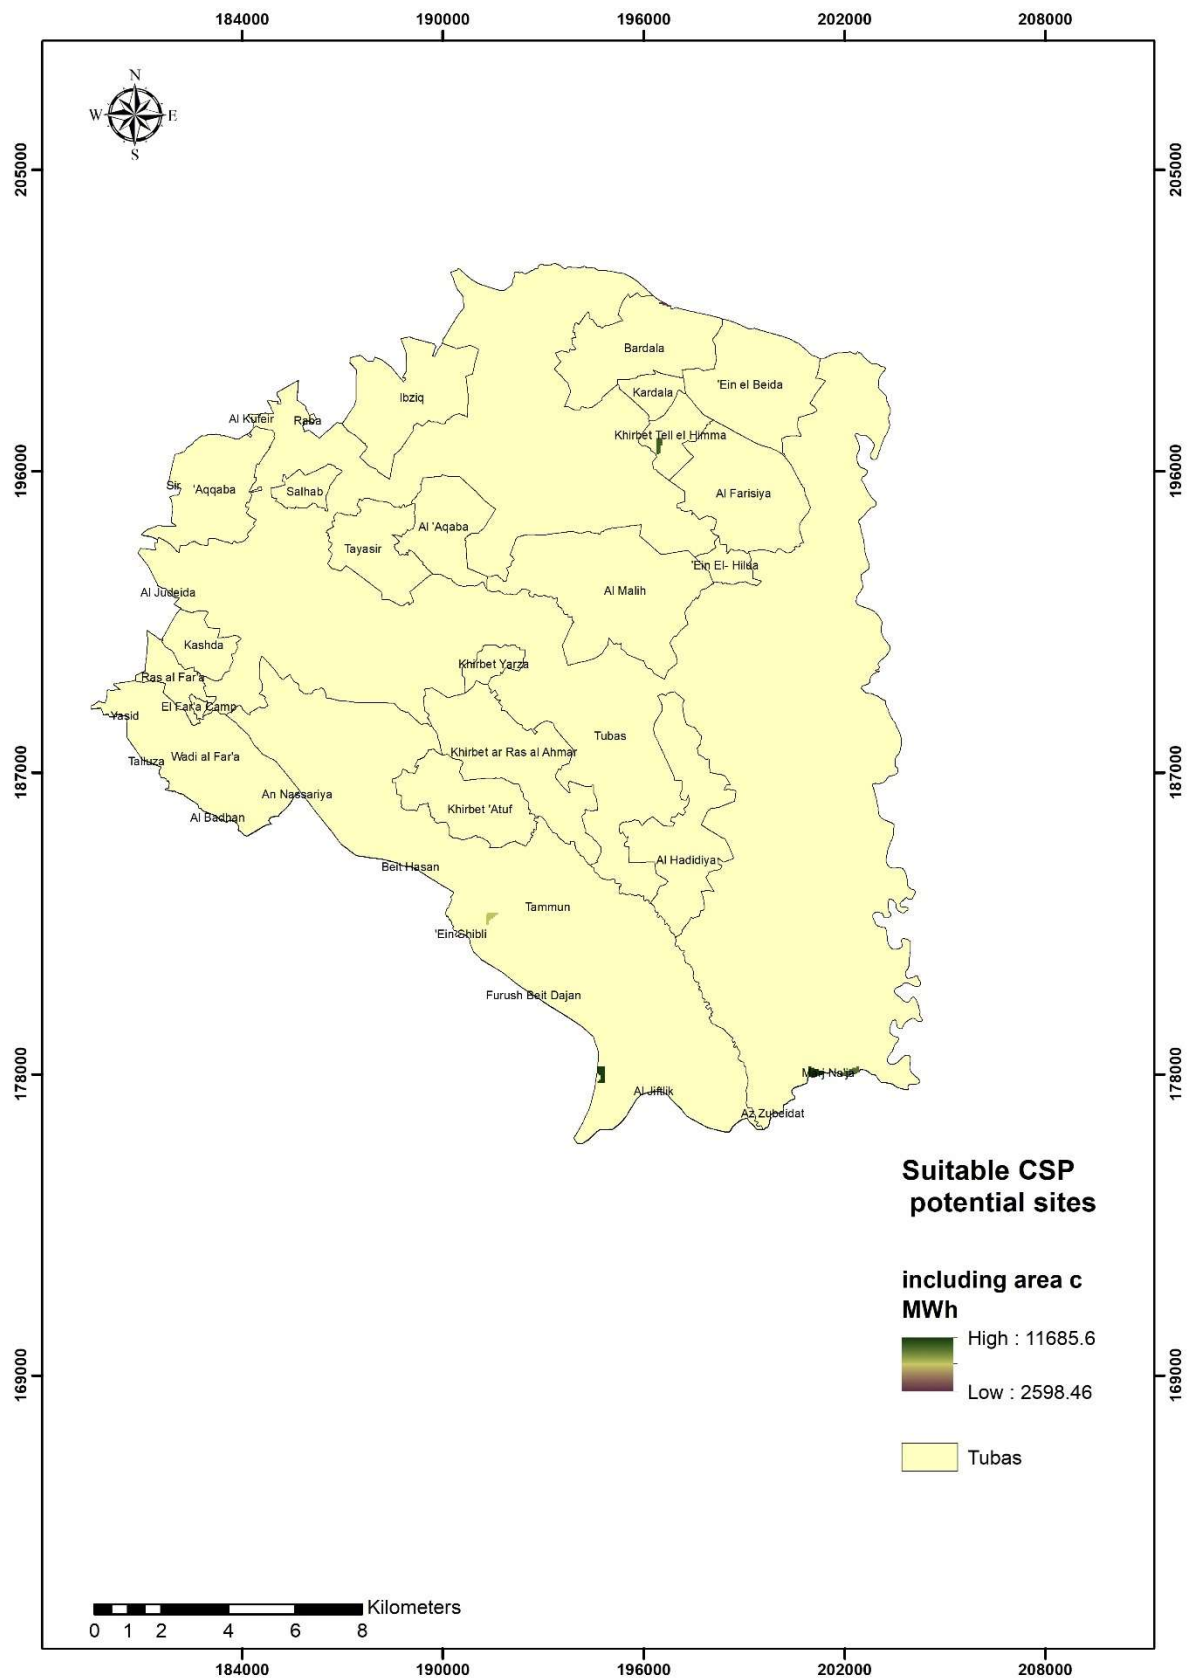 184000 190000 196000 202000 208000
N
W E
S
205000 205000
Bardala
'Ein el Beida
Kardala
Ibziq
Al Kufeir
Raba
Khirbet Tell el Himma
196000 196000
Sir
'Aqqaba
Salhab
Al Farisiya
Al 'Aqaba
Tayasir
'Ein El- Hilsa
Al Malih
Al Judeida
Kashda
Khirbet Yarza
Ras al Far'a
El Far'a Camp
Yasid
Tubas
Khirbet ar Ras al Ahmar
Wadi al Far'a
Talluza
187000 187000
An Nassariya
Khirbet 'Atuf
Al Badhan
Al Hadidiya
Beit Hasan
Tammun
'Ein Shibli
Furush Beit Dajan
178000 178000
Marj Na'ja
Al Jiftlik
Az Zubeidat
Suitable CSP
potential sites
including area c
MWh
High : 11685.6
Low : 2598.46
169000 169000
Tubas
Kilometers
0 1 2 4 6 8
184000 190000 196000 202000 208000